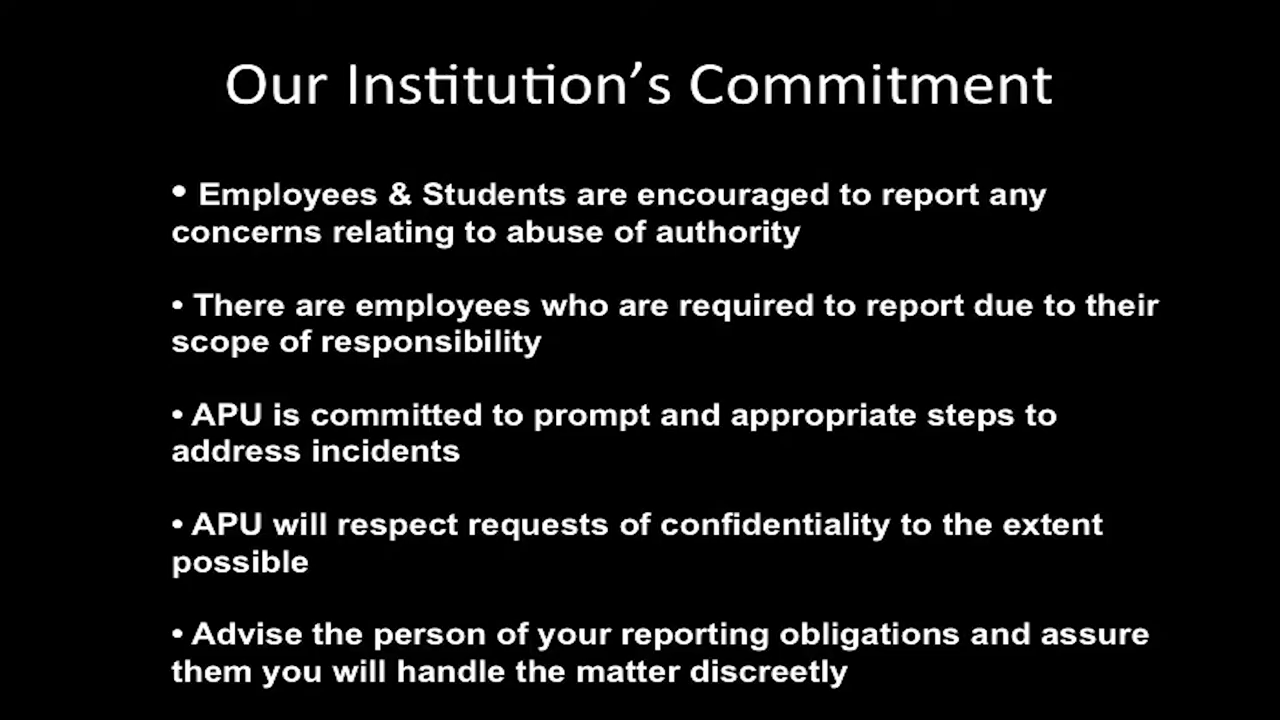 Our Institution’s Commitment
• Employees & Students are encouraged to report any
concerns relating to abuse of authority
• There are employees who are required to report due to their
scope of responsibility
• APU is committed to prompt and appropriate steps to
address incidents
• APU will respect requests of confidentiality to the extent
possible
• Advise the person of your reporting obligations and assure
them you will handle the matter discreetly